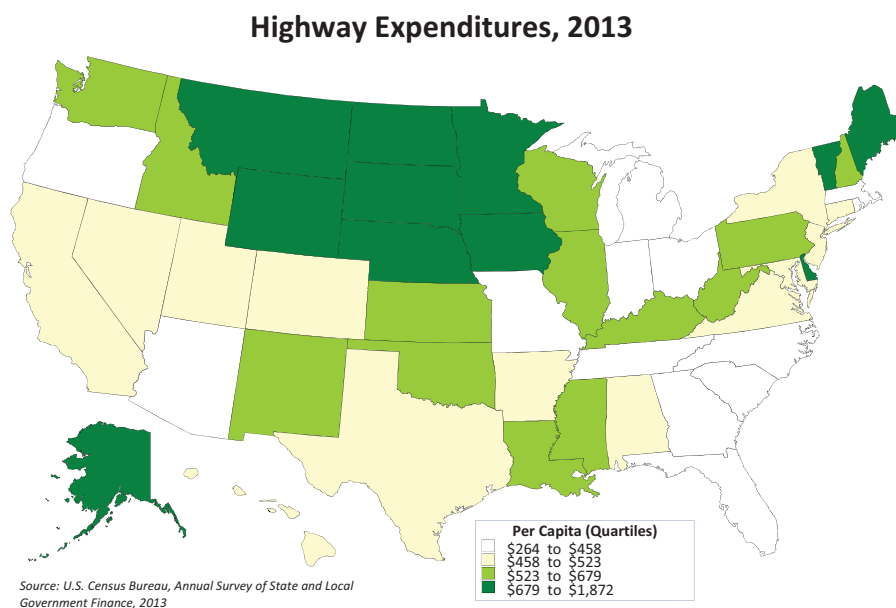 Highway Expenditures, 2013
Per Capita (Quartiles)
$264 to $458
$458 to $523
$523 to $679
$679 to $1,872
Source: U.S. Census Bureau, Annual Survey of State and Local
Government Finance, 2013